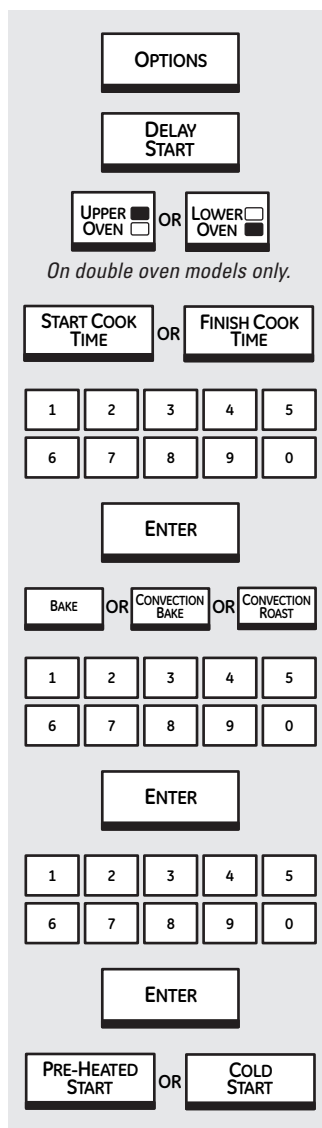 OPTIONS
DELAY
START
UPPER OVEN OR LOWER OVEN
On double oven models only.
START COOK TIME OR FINISH COOK TIME
1 2 3 4 5
6 7 8 9 0
ENTER
BAKE OR CONVECTION BAKE OR CONVECTION ROAST
1 2 3 4 5
6 7 8 9 0
ENTER
1 2 3 4 5
6 7 8 9 0
ENTER
PRE-HEATED START OR COLD START